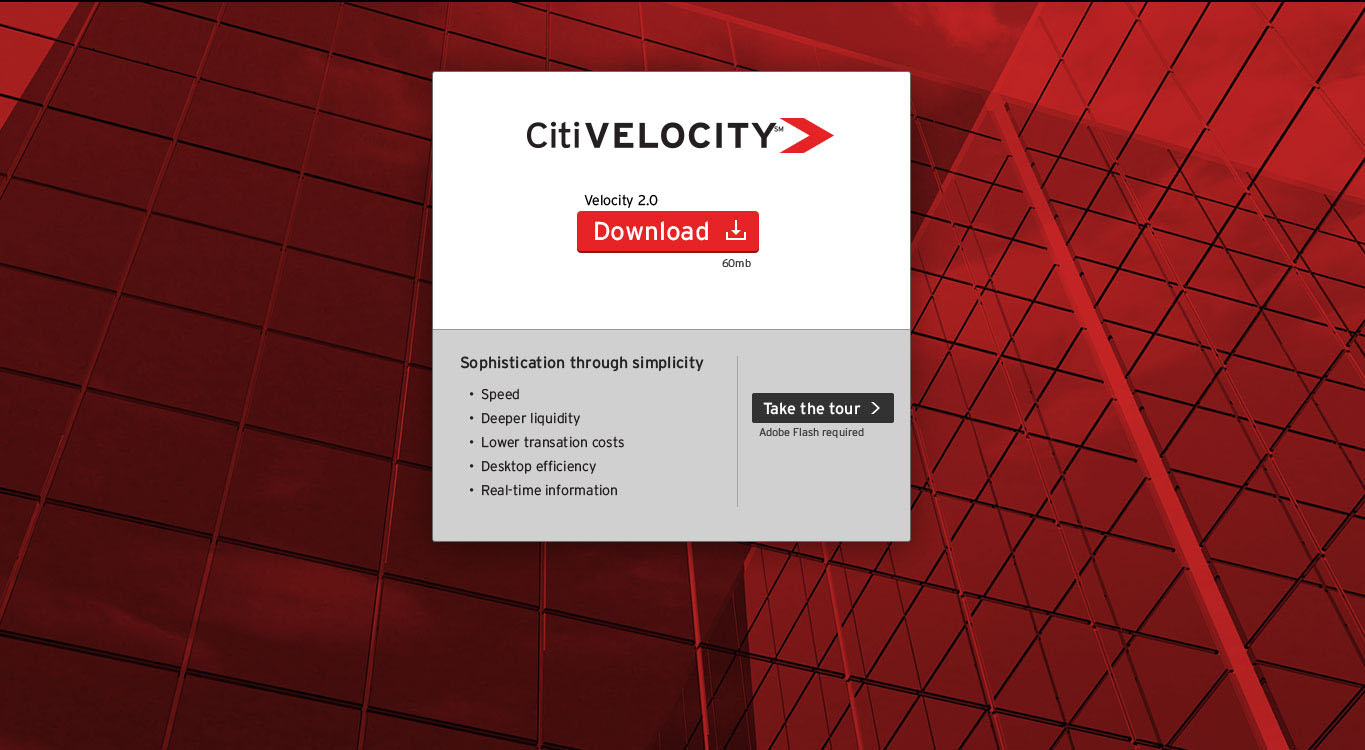 CitiVELOCITY℠
Velocity 2.0
Download
60mb
Sophistication through simplicity
• Speed
• Deeper liquidity
• Lower transation costs
• Desktop efficiency
• Real-time information
Take the tour >
Adobe Flash required